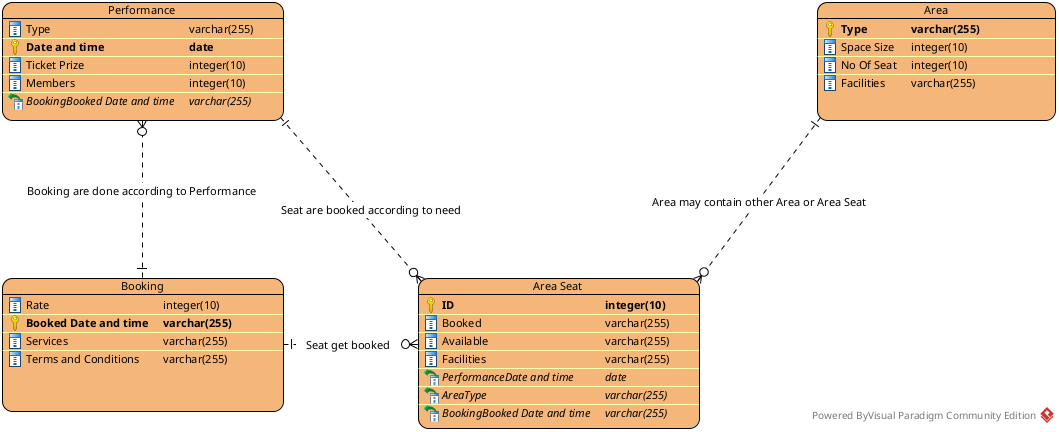 Performance
Type varchar(255)
Date and time date
Ticket Prize integer(10)
Members integer(10)
BookingBooked Date and time varchar(255)
Area
Type varchar(255)
Space Size integer(10)
No Of Seat integer(10)
Facilities varchar(255)
Booking are done according to Performance
Seat are booked according to need
Area may contain other Area or Area Seat
Booking
Rate integer(10)
Booked Date and time varchar(255)
Services varchar(255)
Terms and Conditions varchar(255)
Seat get booked
Area Seat
ID integer(10)
Booked varchar(255)
Available varchar(255)
Facilities varchar(255)
PerformanceDate and time date
AreaType varchar(255)
BookingBooked Date and time varchar(255)
Powered ByVisual Paradigm Community Edition